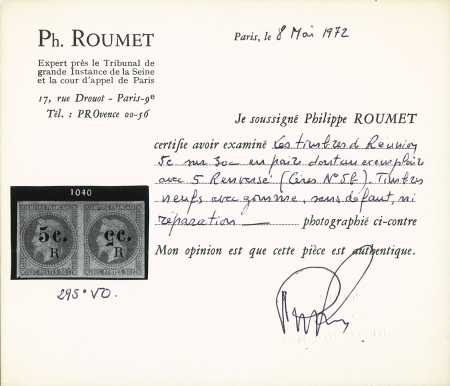 Ph. ROUMET
Expert près le Tribunal de
grande Instance de la Seine
et la cour d'appel de Paris
17, rue Drouot - Paris-9e
Tél. : PROvence 00-56
Paris, le 8 Mai 1972
Je soussigné Philippe ROUMET
certifie avoir examiné Les timbres de Réunion
5c sur 30c en paire dont un exemplaire
avec 5 Renversé (Cérès N° 5b). Timbres
neufs avec gomme, sans défaut, ni
réparation photographié ci-contre
Mon opinion est que cette pièce est authentique.
1040
5c. 5c.
R R
295° VO.